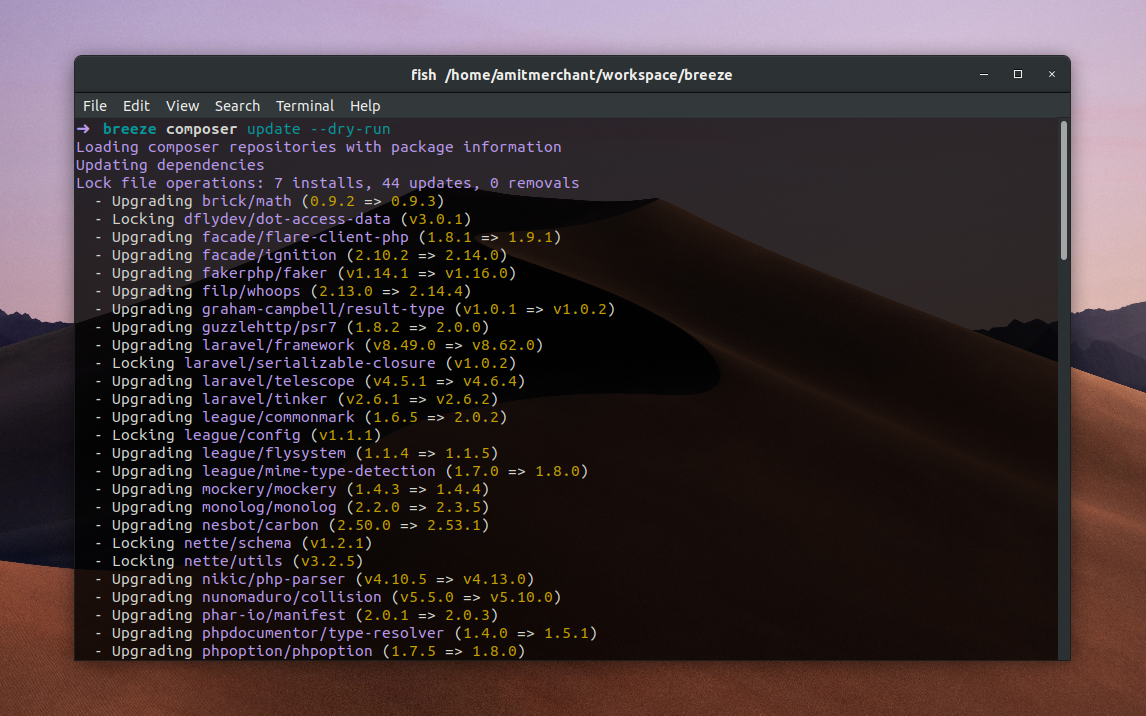 fish /home/amitmerchant/workspace/breeze
File Edit View Search Terminal Help
➜ breeze composer update --dry-run
Loading composer repositories with package information
Updating dependencies
Lock file operations: 7 installs, 44 updates, 0 removals
- Upgrading brick/math (0.9.2 => 0.9.3)
- Locking dflydev/dot-access-data (v3.0.1)
- Upgrading facade/flare-client-php (1.8.1 => 1.9.1)
- Upgrading facade/ignition (2.10.2 => 2.14.0)
- Upgrading fakerphp/faker (v1.14.1 => v1.16.0)
- Upgrading filp/whoops (2.13.0 => 2.14.4)
- Upgrading graham-campbell/result-type (v1.0.1 => v1.0.2)
- Upgrading guzzlehttp/psr7 (1.8.2 => 2.0.0)
- Upgrading laravel/framework (v8.49.0 => v8.62.0)
- Locking laravel/serializable-closure (v1.0.2)
- Upgrading laravel/telescope (v4.5.1 => v4.6.4)
- Upgrading laravel/tinker (v2.6.1 => v2.6.2)
- Upgrading league/commonmark (1.6.5 => 2.0.2)
- Locking league/config (v1.1.1)
- Upgrading league/flysystem (1.1.4 => 1.1.5)
- Upgrading league/mime-type-detection (1.7.0 => 1.8.0)
- Upgrading mockery/mockery (1.4.3 => 1.4.4)
- Upgrading monolog/monolog (2.2.0 => 2.3.5)
- Upgrading nesbot/carbon (2.50.0 => 2.53.1)
- Locking nette/schema (v1.2.1)
- Locking nette/utils (v3.2.5)
- Upgrading nikic/php-parser (v4.10.5 => v4.13.0)
- Upgrading nunomaduro/collision (v5.5.0 => v5.10.0)
- Upgrading phar-io/manifest (2.0.1 => 2.0.3)
- Upgrading phpdocumentor/type-resolver (1.4.0 => 1.5.1)
- Upgrading phpoption/phpoption (1.7.5 => 1.8.0)